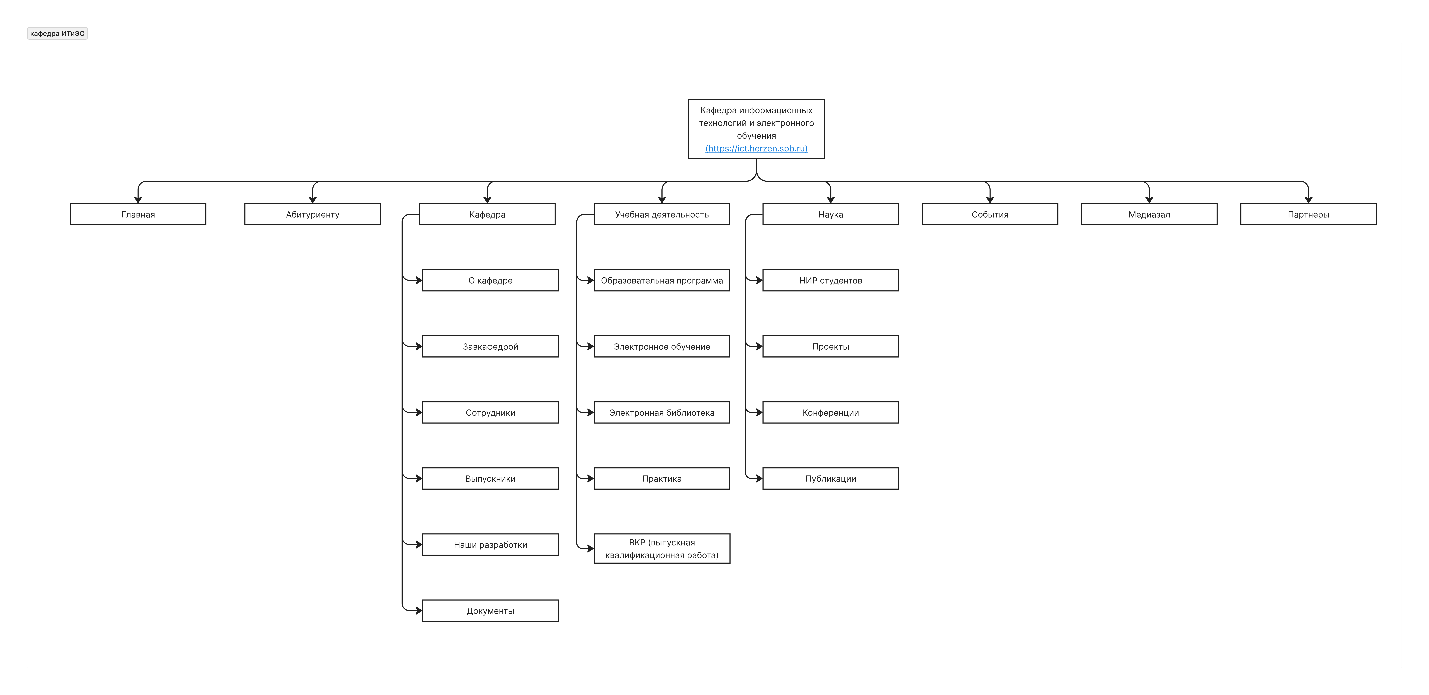 кафедра ИТиЭО
Кафедра информационных
технологий и электронного
обучения
(https://ict.herzen.spb.ru)
Главная
Абитуриенту
Кафедра
Учебная деятельность
Наука
События
Медиазал
Партнеры
О кафедре
Образовательная программа
НИР студентов
Завкафедрой
Электронное обучение
Проекты
Сотрудники
Электронная библиотека
Конференции
Выпускники
Практика
Публикации
Наши разработки
ВКР (выпускная
квалификационная работа)
Документы